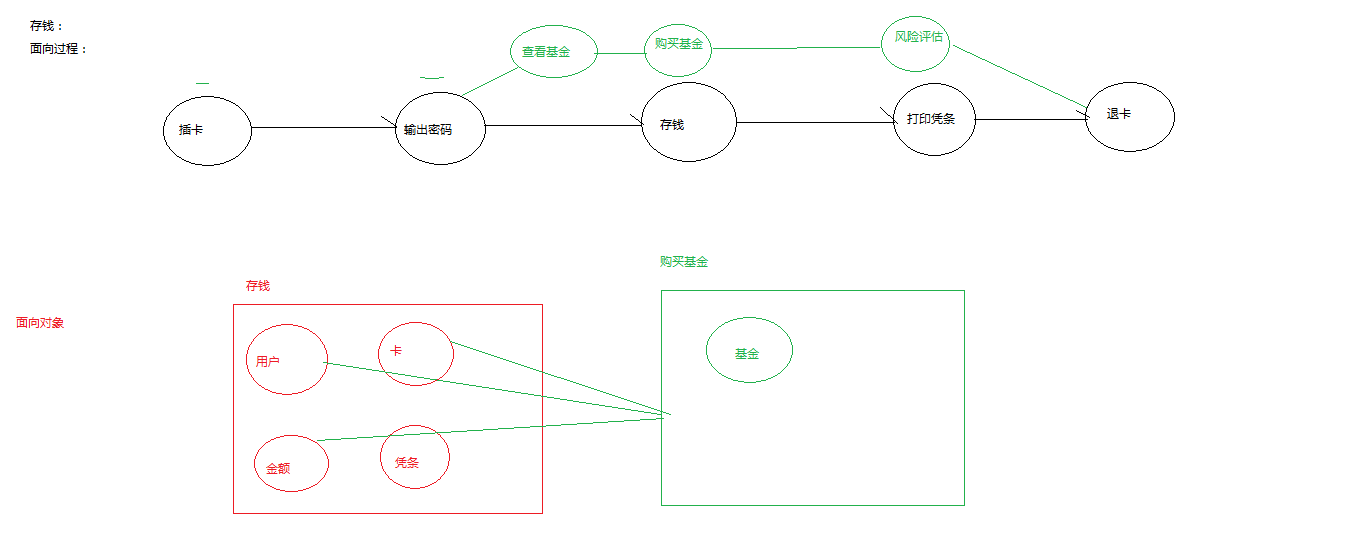 存钱：
面向过程：
查看基金
购买基金
风险评估
插卡
输出密码
存钱
打印凭条
退卡
购买基金
存钱
面向对象
用户
卡
基金
金额
凭条